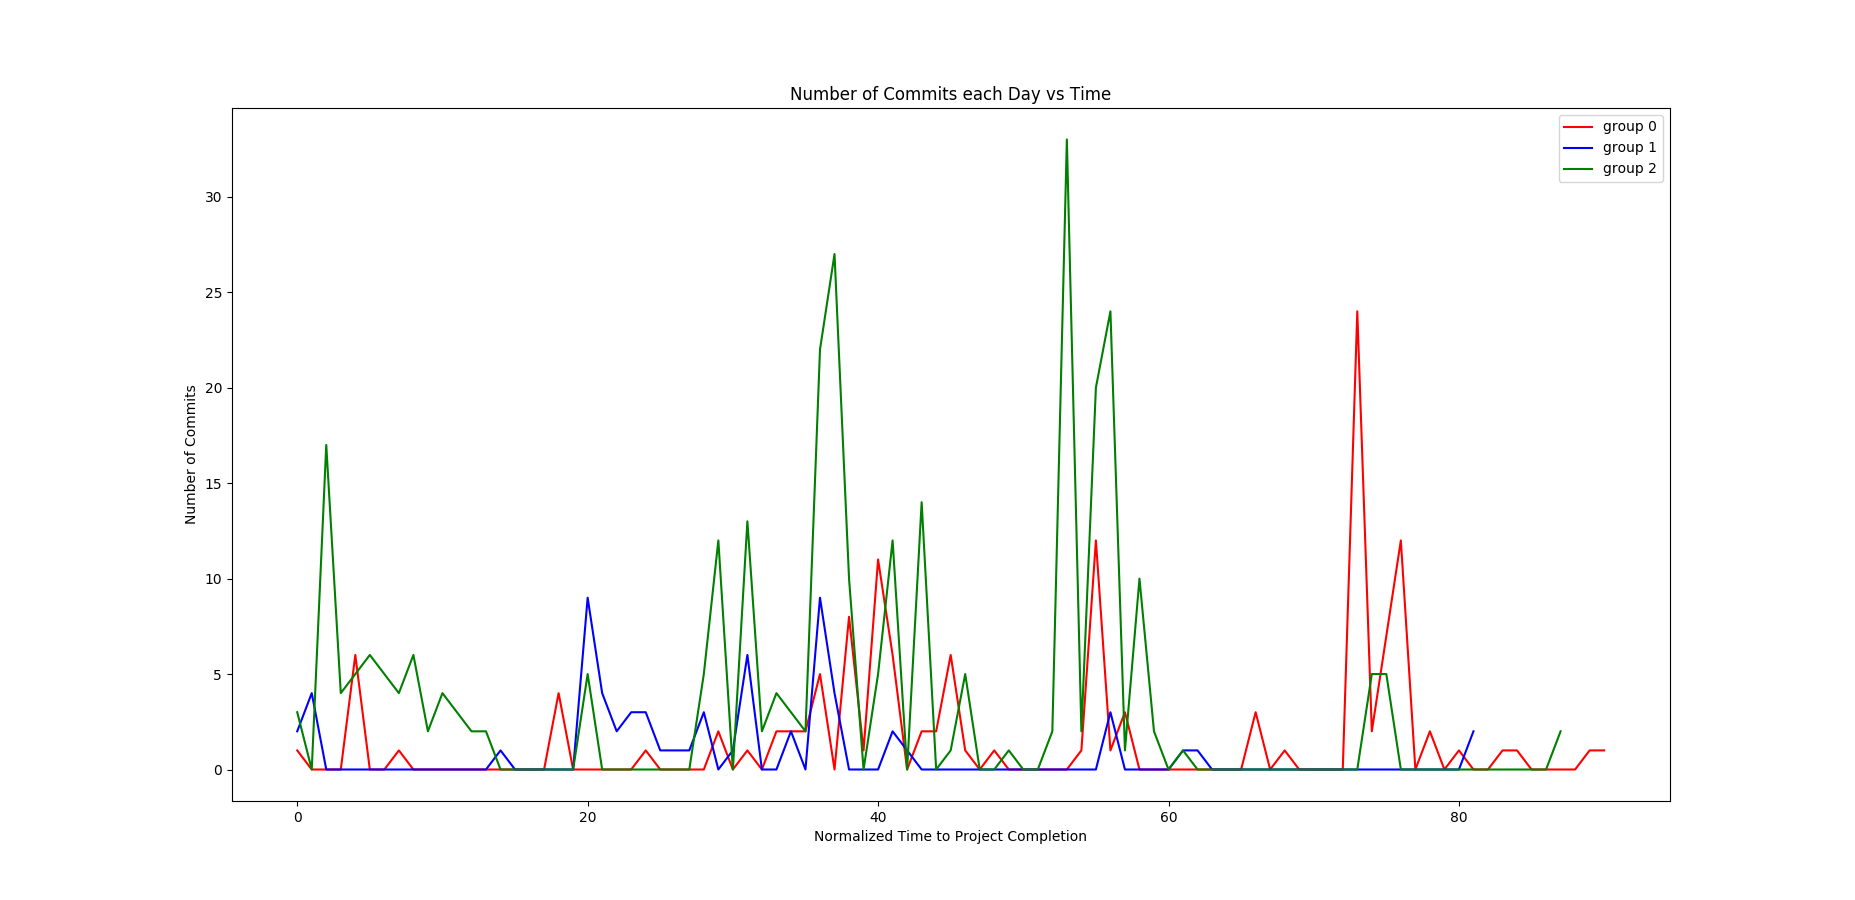 Number of Commits each Day vs Time
group 0
group 1
group 2
Number of Commits
30
25
20
15
10
5
0
0 20 40 60 80
Normalized Time to Project Completion